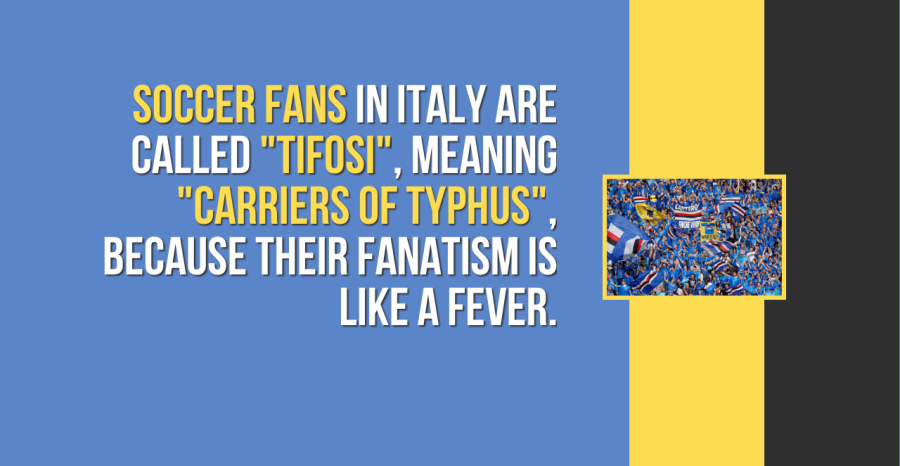 SOCCER FANS IN ITALY ARE
CALLED "TIFOSI", MEANING
"CARRIERS OF TYPHUS",
BECAUSE THEIR FANATISM IS
LIKE A FEVER.